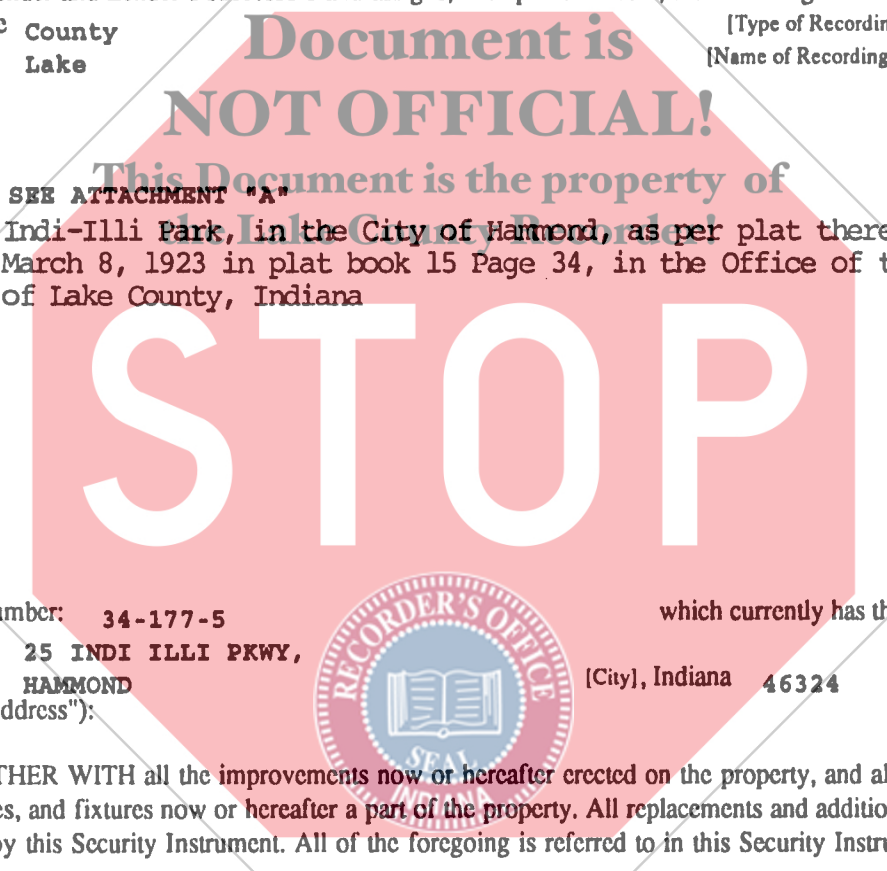 County
[Type of Recordin
Lake
[Name of Recording
Document is
NOT OFFICIAL!
This Document is the property of
the Lake County Recorder!
SEE ATTACHMENT "A"
Indi-Illi Park, in the City of Hammond, as per plat there
March 8, 1923 in plat book 15 Page 34, in the Office of t
of Lake County, Indiana
STOP
umber: 34-177-5 which currently has th
25 INDI ILLI PKWY,
HAMMOND [City], Indiana 46324
ddress"):
RECORDER'S OFFICE
SEAL
INDIANA
THER WITH all the improvements now or hereafter erected on the property, and al
es, and fixtures now or hereafter a part of the property. All replacements and additio
by this Security Instrument. All of the foregoing is referred to in this Security Instru